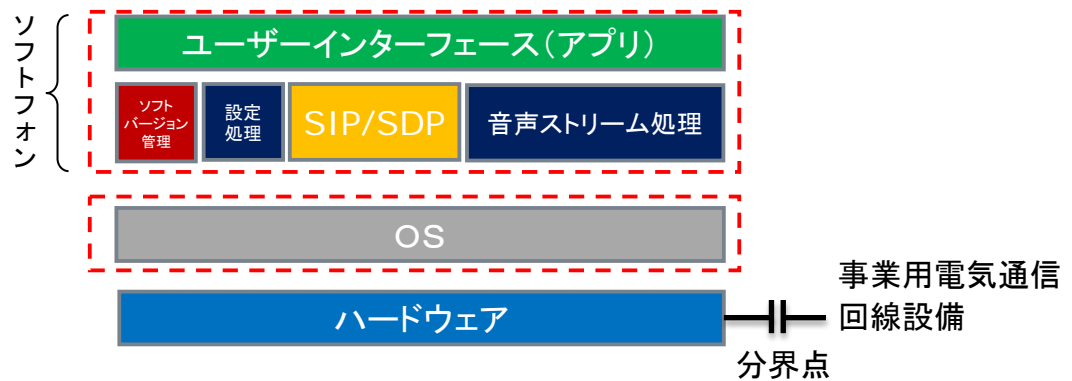 ソフトフォン
ユーザーインターフェース（アプリ）
ソフト
バージョン
管理
設定
処理
SIP/SDP
音声ストリーム処理
OS
ハードウェア
事業用電気通信
回線設備
分界点